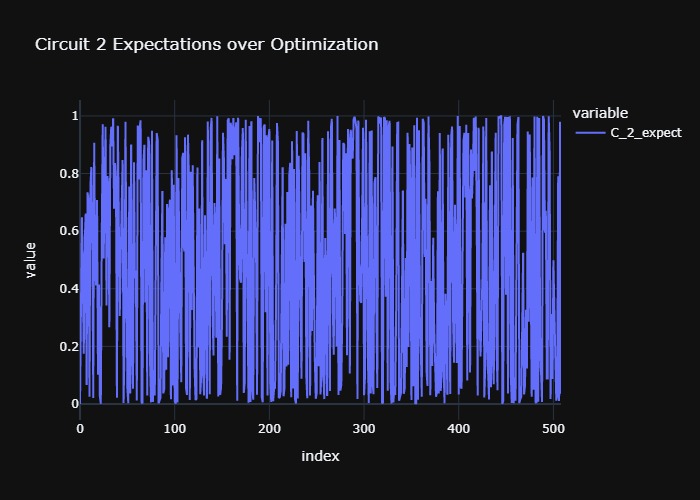 Circuit 2 Expectations over Optimization
variable
C_2_expect
1
0.8
0.6
0.4
0.2
0
value
0 100 200 300 400 500
index